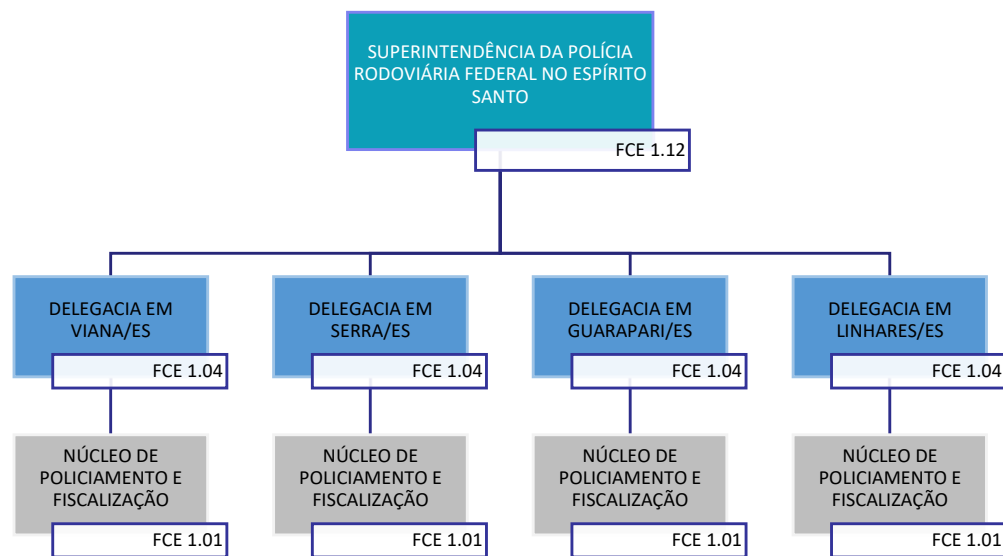 SUPERINTENDÊNCIA DA POLÍCIA
RODOVIÁRIA FEDERAL NO ESPÍRITO
SANTO
FCE 1.12
DELEGACIA EM
VIANA/ES
FCE 1.04
DELEGACIA EM
SERRA/ES
FCE 1.04
DELEGACIA EM
GUARAPARI/ES
FCE 1.04
DELEGACIA EM
LINHARES/ES
FCE 1.04
NÚCLEO DE
POLICIAMENTO E
FISCALIZAÇÃO
FCE 1.01
NÚCLEO DE
POLICIAMENTO E
FISCALIZAÇÃO
FCE 1.01
NÚCLEO DE
POLICIAMENTO E
FISCALIZAÇÃO
FCE 1.01
NÚCLEO DE
POLICIAMENTO E
FISCALIZAÇÃO
FCE 1.01